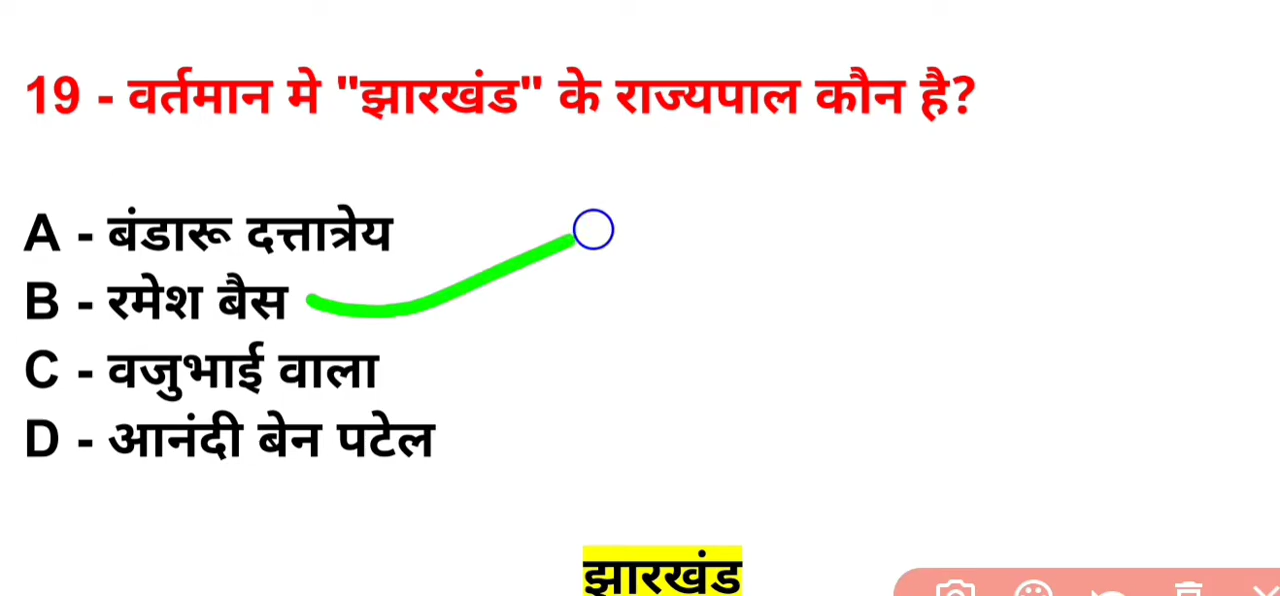 19 - वर्तमान मे "झारखंड" के राज्यपाल कौन है?
A - बंडारू दत्तात्रेय
B - रमेश बैस
C - वजुभाई वाला
D - आनंदी बेन पटेल
झारखंड